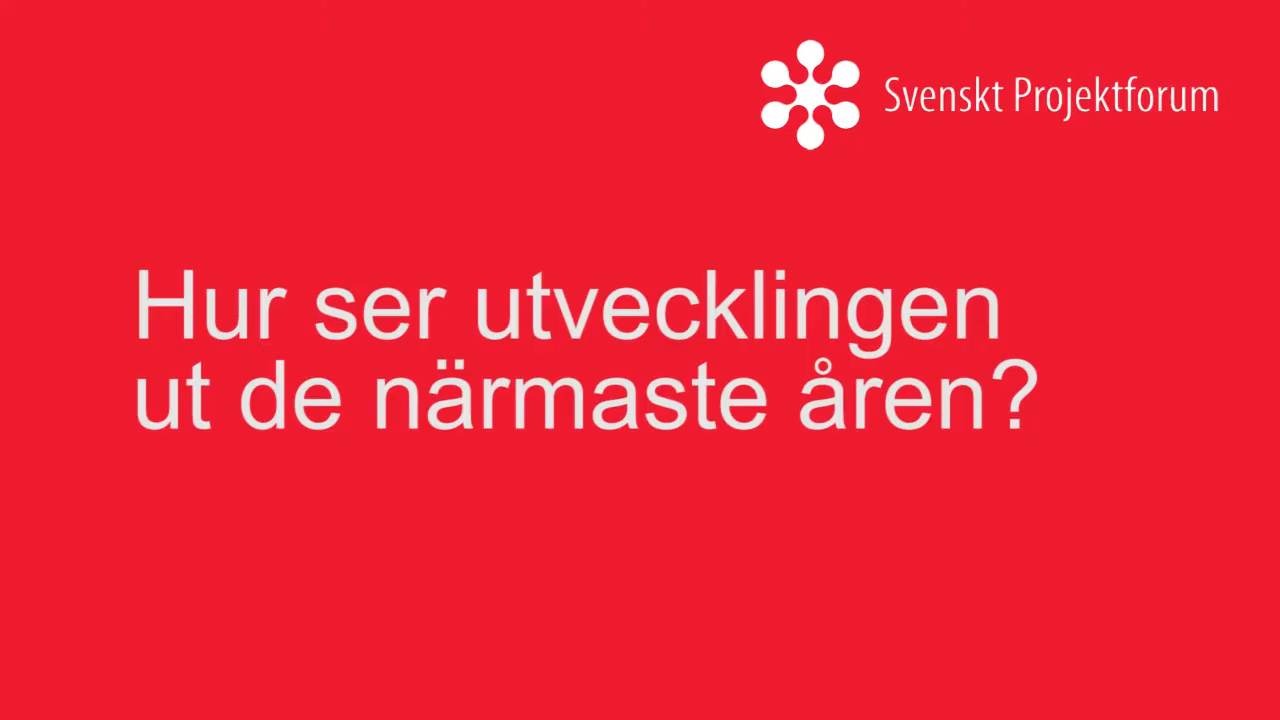 Svenskt Projektforum
Hur ser utvecklingen
ut de närmaste åren?